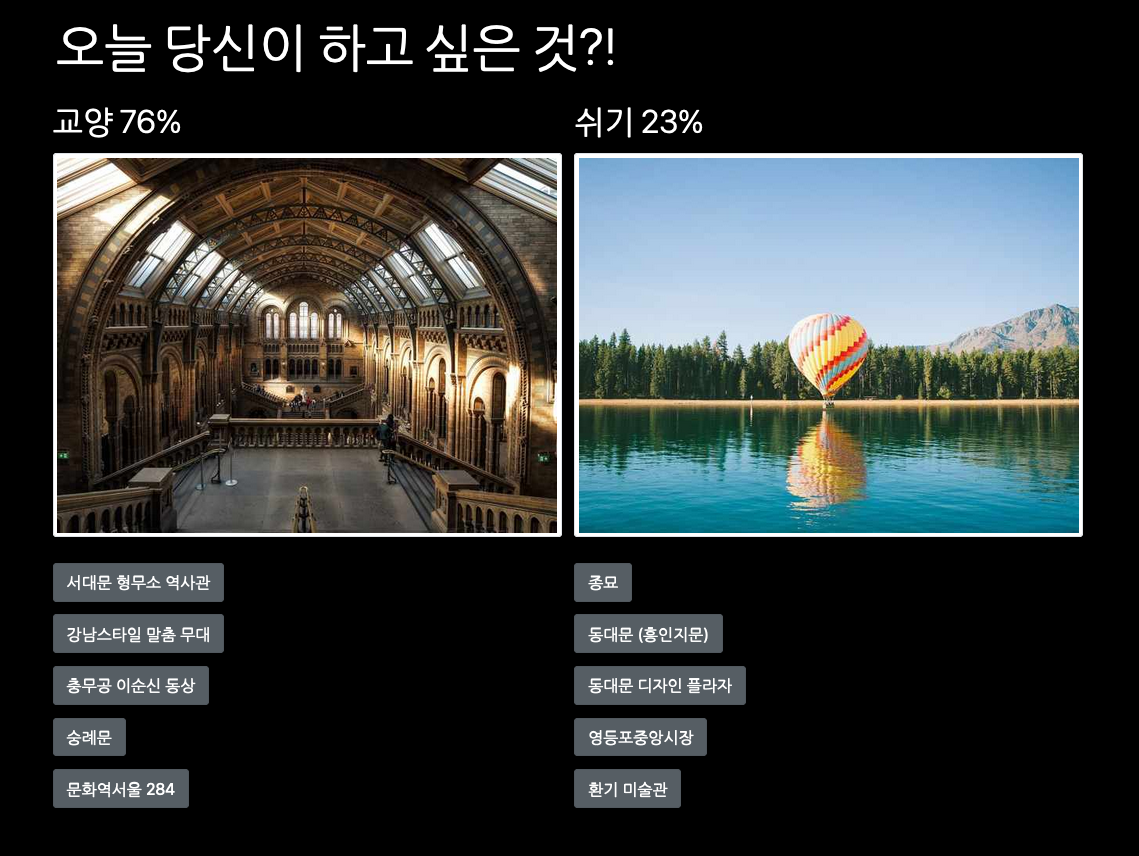 오늘 당신이 하고 싶은 것?!
교양 76%
서대문 형무소 역사관
강남스타일 말춤 무대
충무공 이순신 동상
숭례문
문화역서울 284
쉬기 23%
종묘
동대문 (흥인지문)
동대문 디자인 플라자
영등포중앙시장
환기 미술관